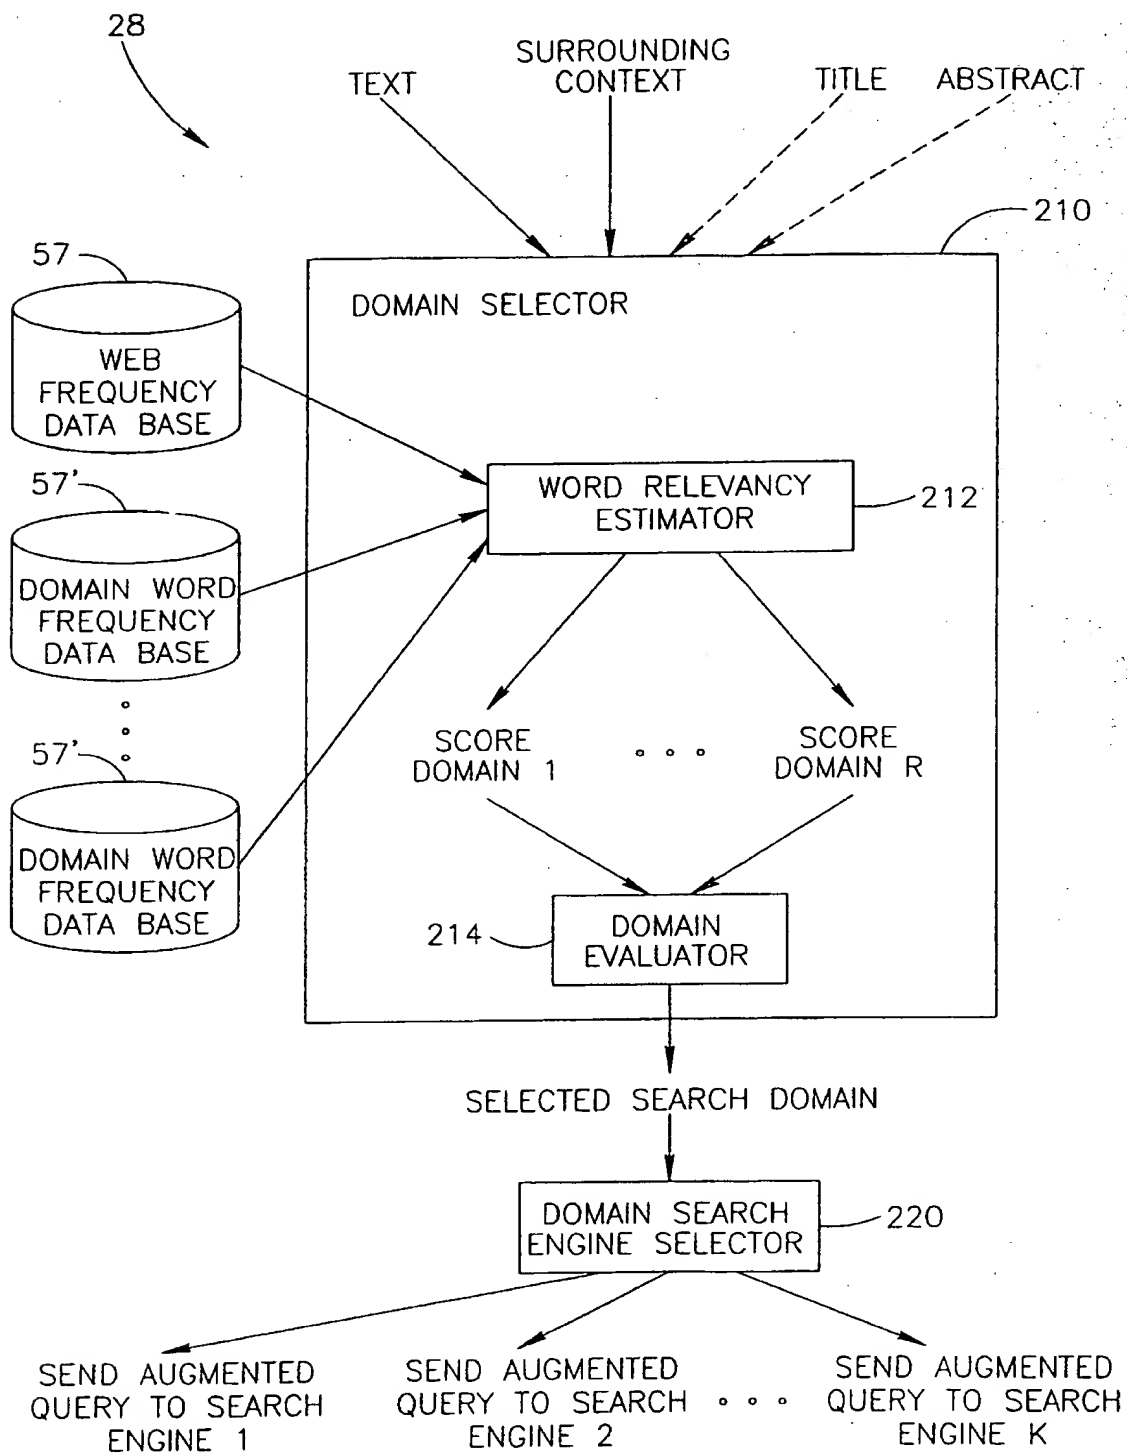 28
TEXT
SURROUNDING
CONTEXT
TITLE
ABSTRACT
210
57
DOMAIN SELECTOR
WEB
FREQUENCY
DATA BASE
57'
WORD RELEVANCY
ESTIMATOR
212
DOMAIN WORD
FREQUENCY
DATA BASE
57'
SCORE
DOMAIN 1
SCORE
DOMAIN R
DOMAIN WORD
FREQUENCY
DATA BASE
214
DOMAIN
EVALUATOR
SELECTED SEARCH DOMAIN
DOMAIN SEARCH
ENGINE SELECTOR
220
SEND AUGMENTED
QUERY TO SEARCH
ENGINE 1
SEND AUGMENTED
QUERY TO SEARCH
ENGINE 2
SEND AUGMENTED
QUERY TO SEARCH
ENGINE K